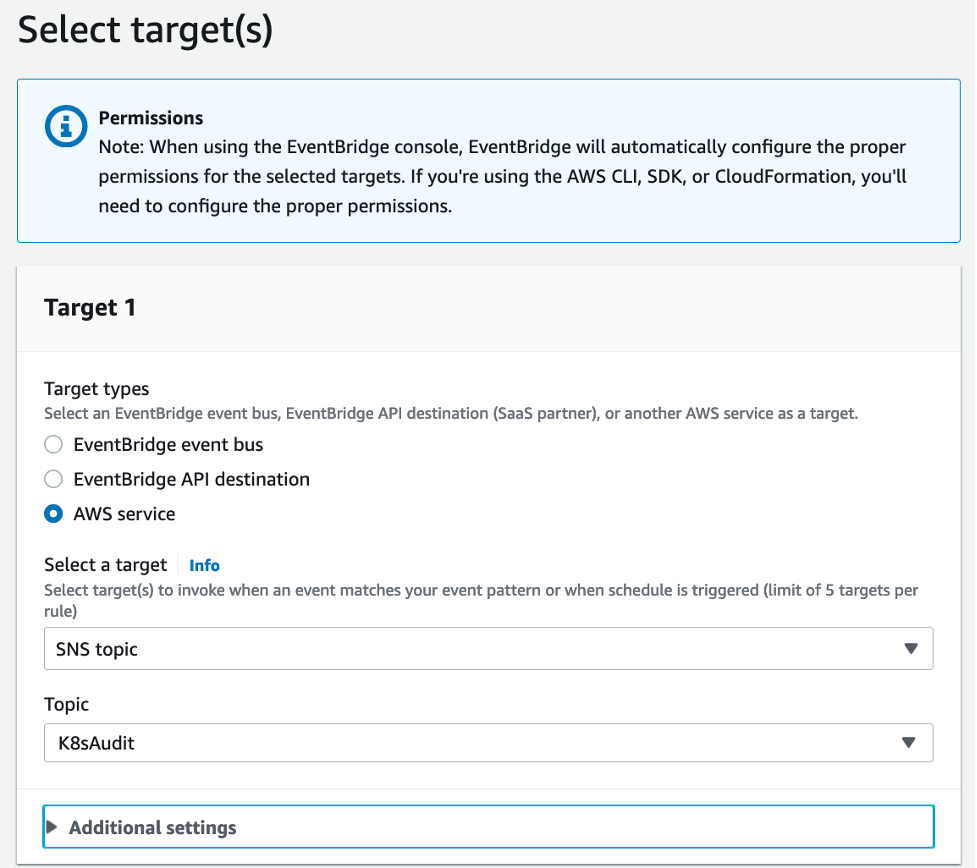 Select target(s)
Permissions
Note: When using the EventBridge console, EventBridge will automatically configure the proper
permissions for the selected targets. If you're using the AWS CLI, SDK, or CloudFormation, you'll
need to configure the proper permissions.
Target 1
Target types
Select an EventBridge event bus, EventBridge API destination (SaaS partner), or another AWS service as a target.
EventBridge event bus
EventBridge API destination
AWS service
Select a target Info
Select target(s) to invoke when an event matches your event pattern or when schedule is triggered (limit of 5 targets per
rule)
SNS topic
Topic
K8sAudit
Additional settings